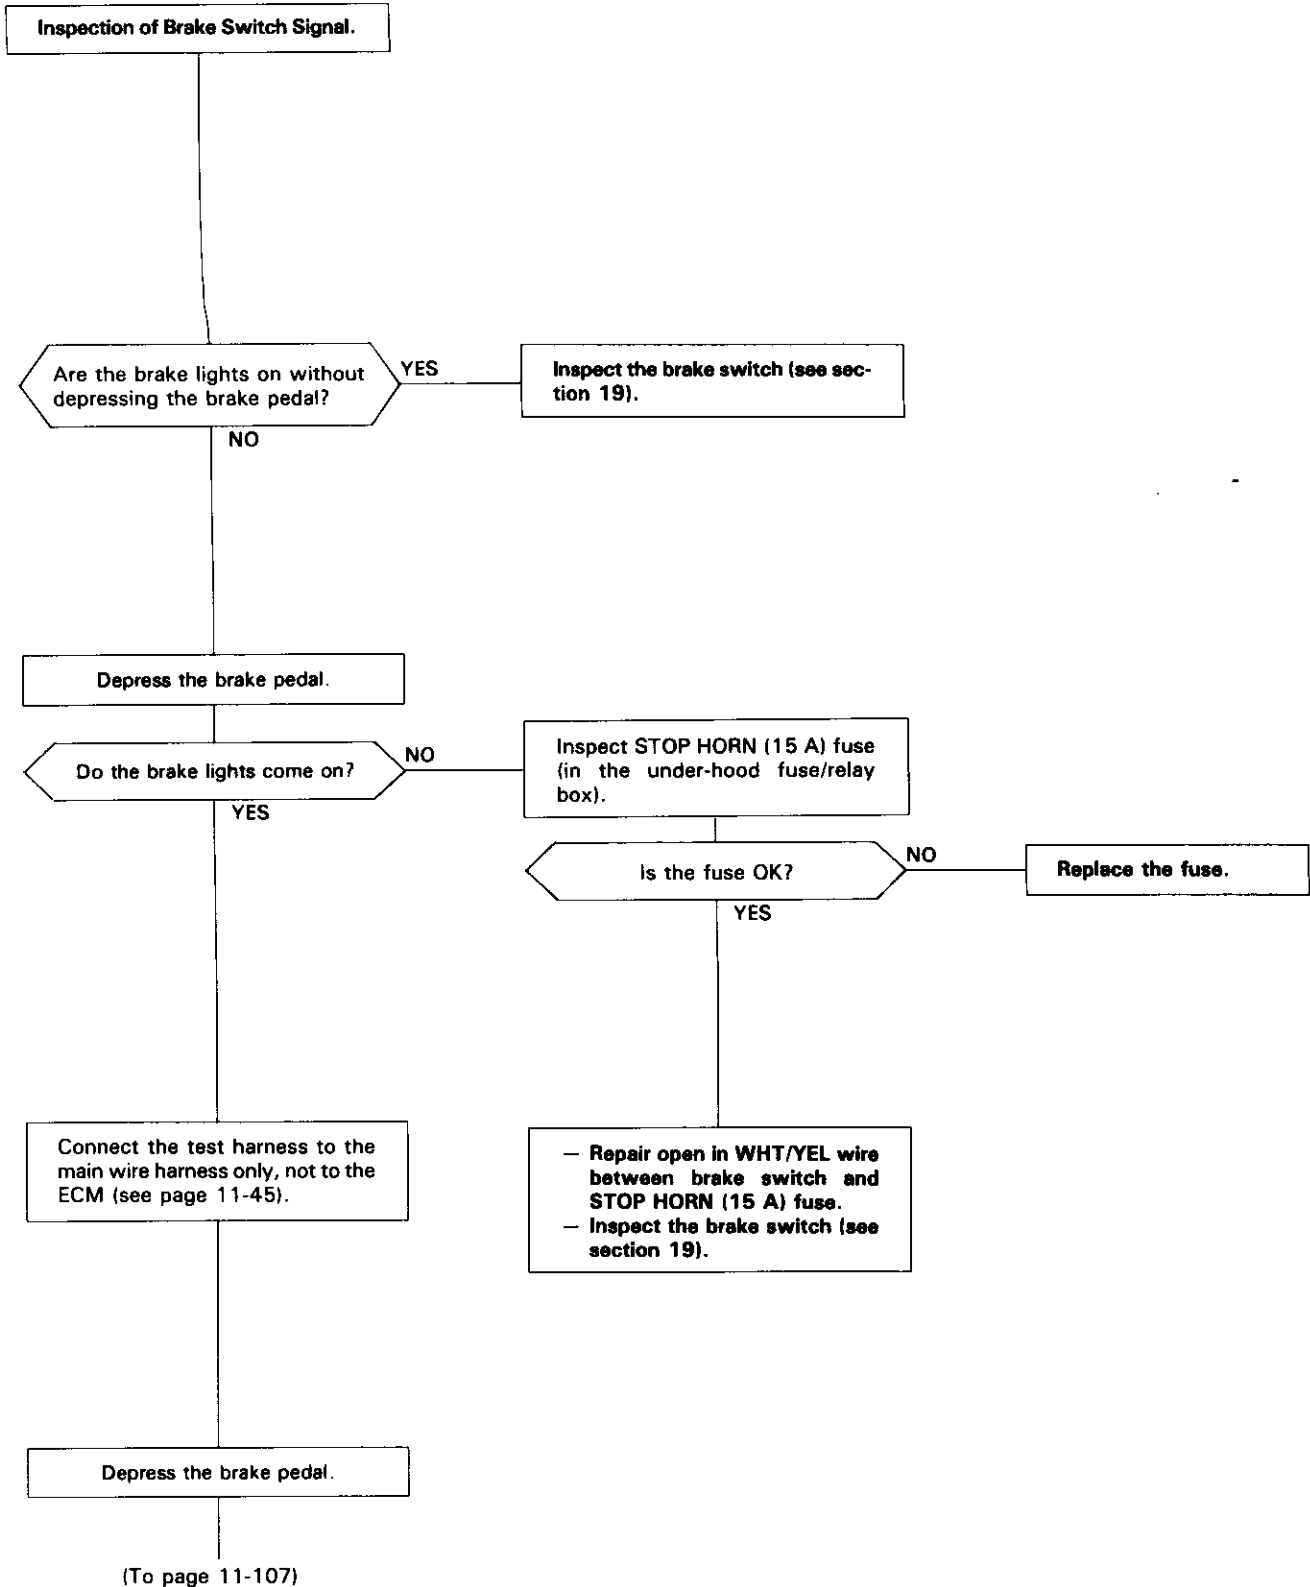 Inspection of Brake Switch Signal.
Are the brake lights on without
depressing the brake pedal?
YES
Inspect the brake switch (see sec-
tion 19).
NO
Depress the brake pedal.
Do the brake lights come on?
NO
Inspect STOP HORN (15 A) fuse
(in the under-hood fuse/relay
box).
YES
Is the fuse OK?
NO
Replace the fuse.
YES
Connect the test harness to the
main wire harness only, not to the
ECM (see page 11-45).
— Repair open in WHT/YEL wire
between brake switch and
STOP HORN (15 A) fuse.
— Inspect the brake switch (see
section 19).
Depress the brake pedal.
(To page 11-107)